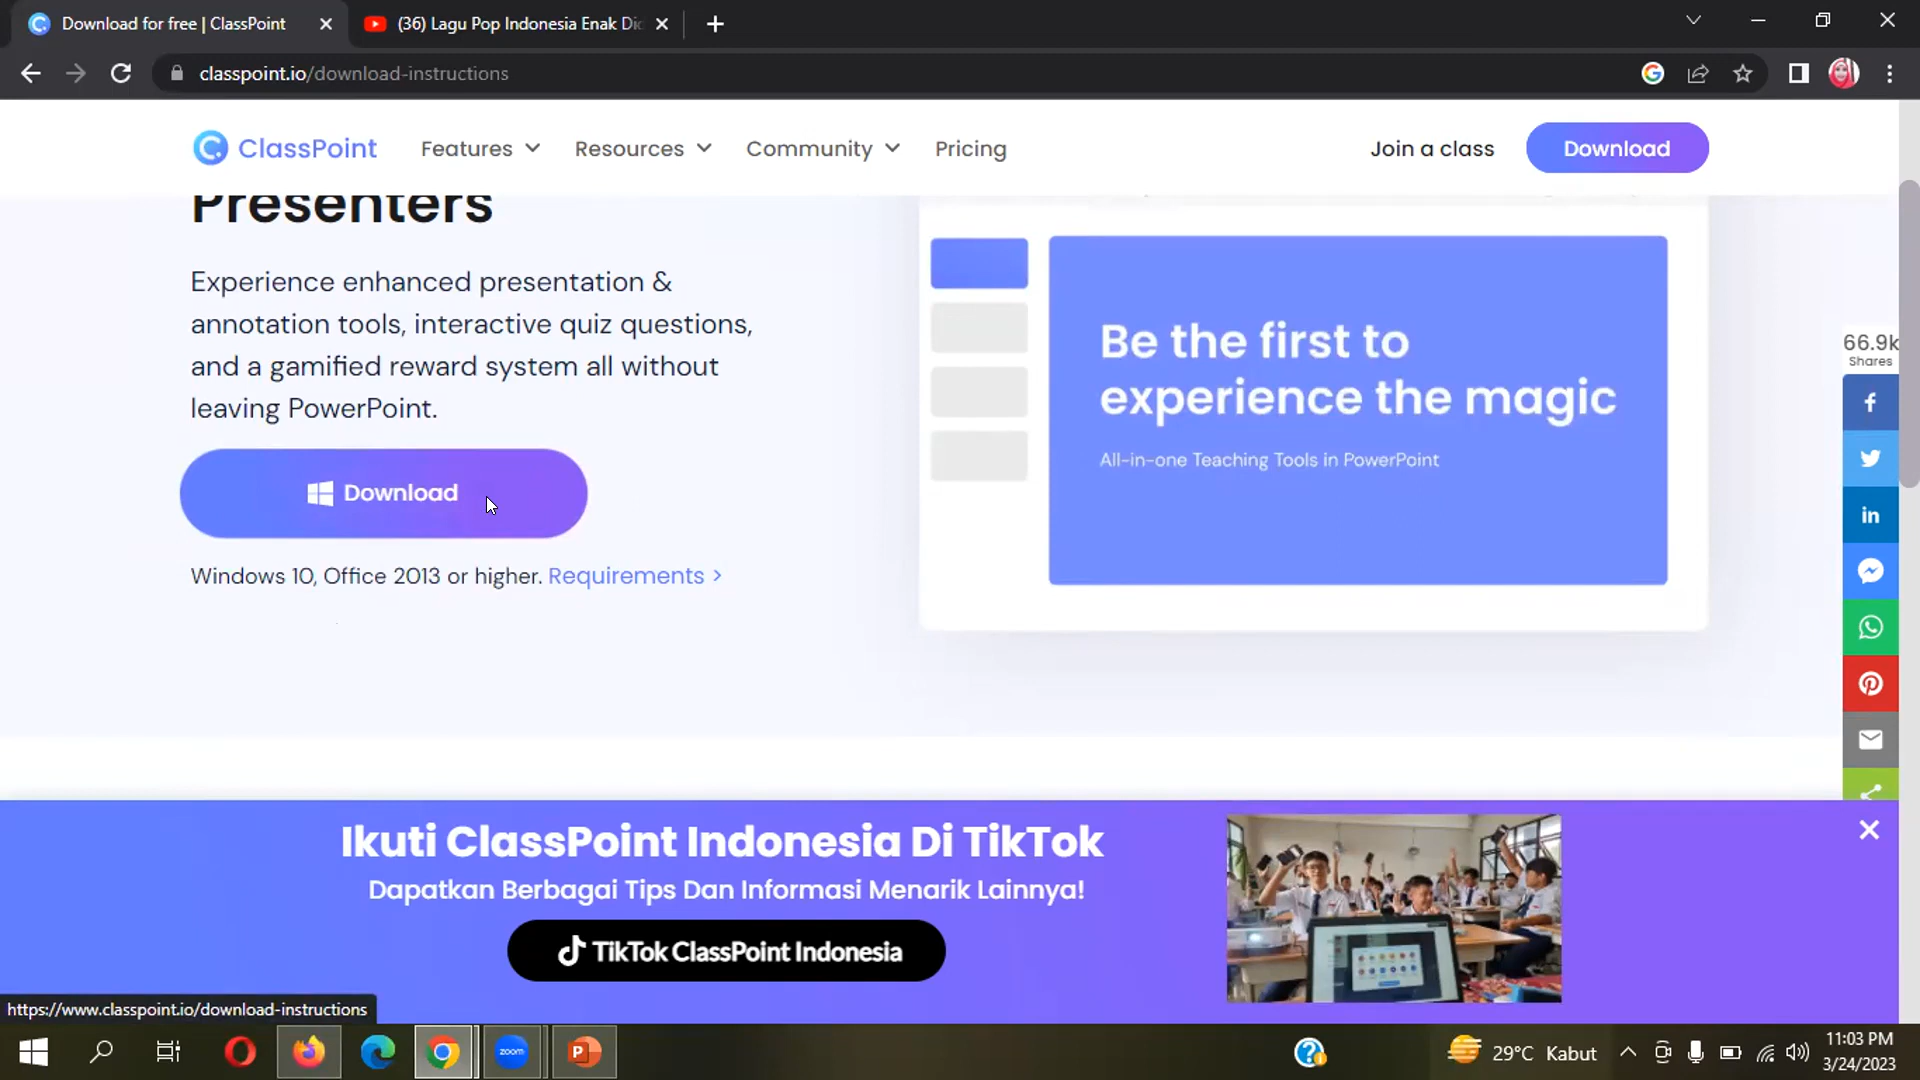 Download for free | ClassPoint
(36) Lagu Pop Indonesia Enak Di
classpoint.io/download-instructions
ClassPoint
Features
Resources
Community
Pricing
Join a class
Download
Presenters
Experience enhanced presentation &
annotation tools, interactive quiz questions,
and a gamified reward system all without
leaving PowerPoint.
Download
Windows 10, Office 2013 or higher. Requirements >
Be the first to
experience the magic
All-in-one Teaching Tools in PowerPoint
66.9k
Shares
Ikuti ClassPoint Indonesia Di TikTok
Dapatkan Berbagai Tips Dan Informasi Menarik Lainnya!
TikTok ClassPoint Indonesia
https://www.classpoint.io/download-instructions
zoom
29°C Kabut
11:03 PM
3/24/2023